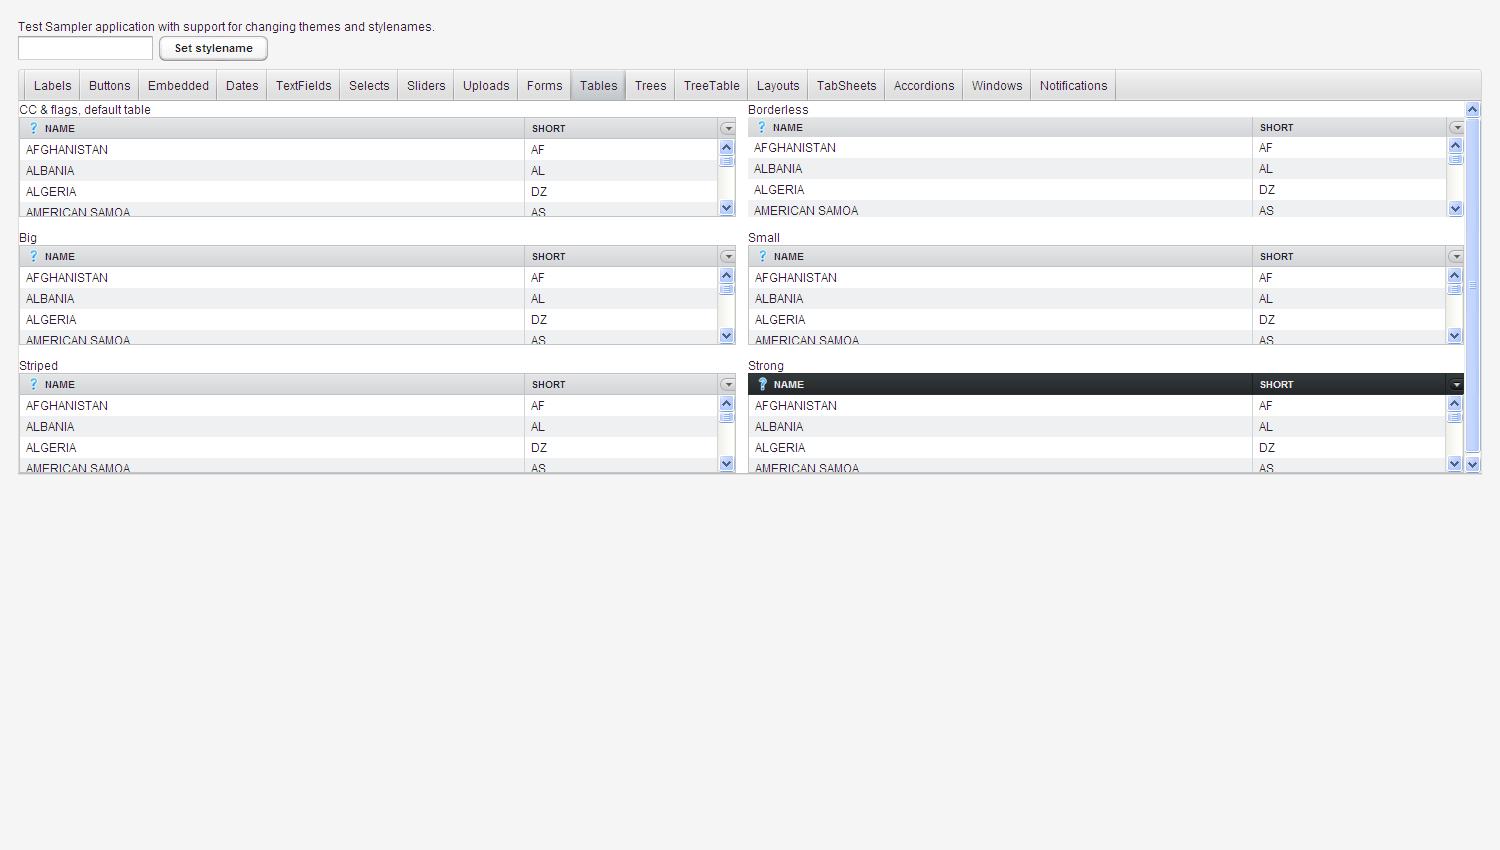 Test Sampler application with support for changing themes and stylenames.
Set stylename
Labels Buttons Embedded Dates TextFields Selects Sliders Uploads Forms Tables Trees TreeTable Layouts TabSheets Accordions Windows Notifications
CC & flags, default table
NAME SHORT
AFGHANISTAN AF
ALBANIA AL
ALGERIA DZ
AMERICAN SAMOA AS
Borderless
NAME SHORT
AFGHANISTAN AF
ALBANIA AL
ALGERIA DZ
AMERICAN SAMOA AS
Big
NAME SHORT
AFGHANISTAN AF
ALBANIA AL
ALGERIA DZ
AMERICAN SAMOA AS
Small
NAME SHORT
AFGHANISTAN AF
ALBANIA AL
ALGERIA DZ
AMERICAN SAMOA AS
Striped
NAME SHORT
AFGHANISTAN AF
ALBANIA AL
ALGERIA DZ
AMERICAN SAMOA AS
Strong
NAME SHORT
AFGHANISTAN AF
ALBANIA AL
ALGERIA DZ
AMERICAN SAMOA AS